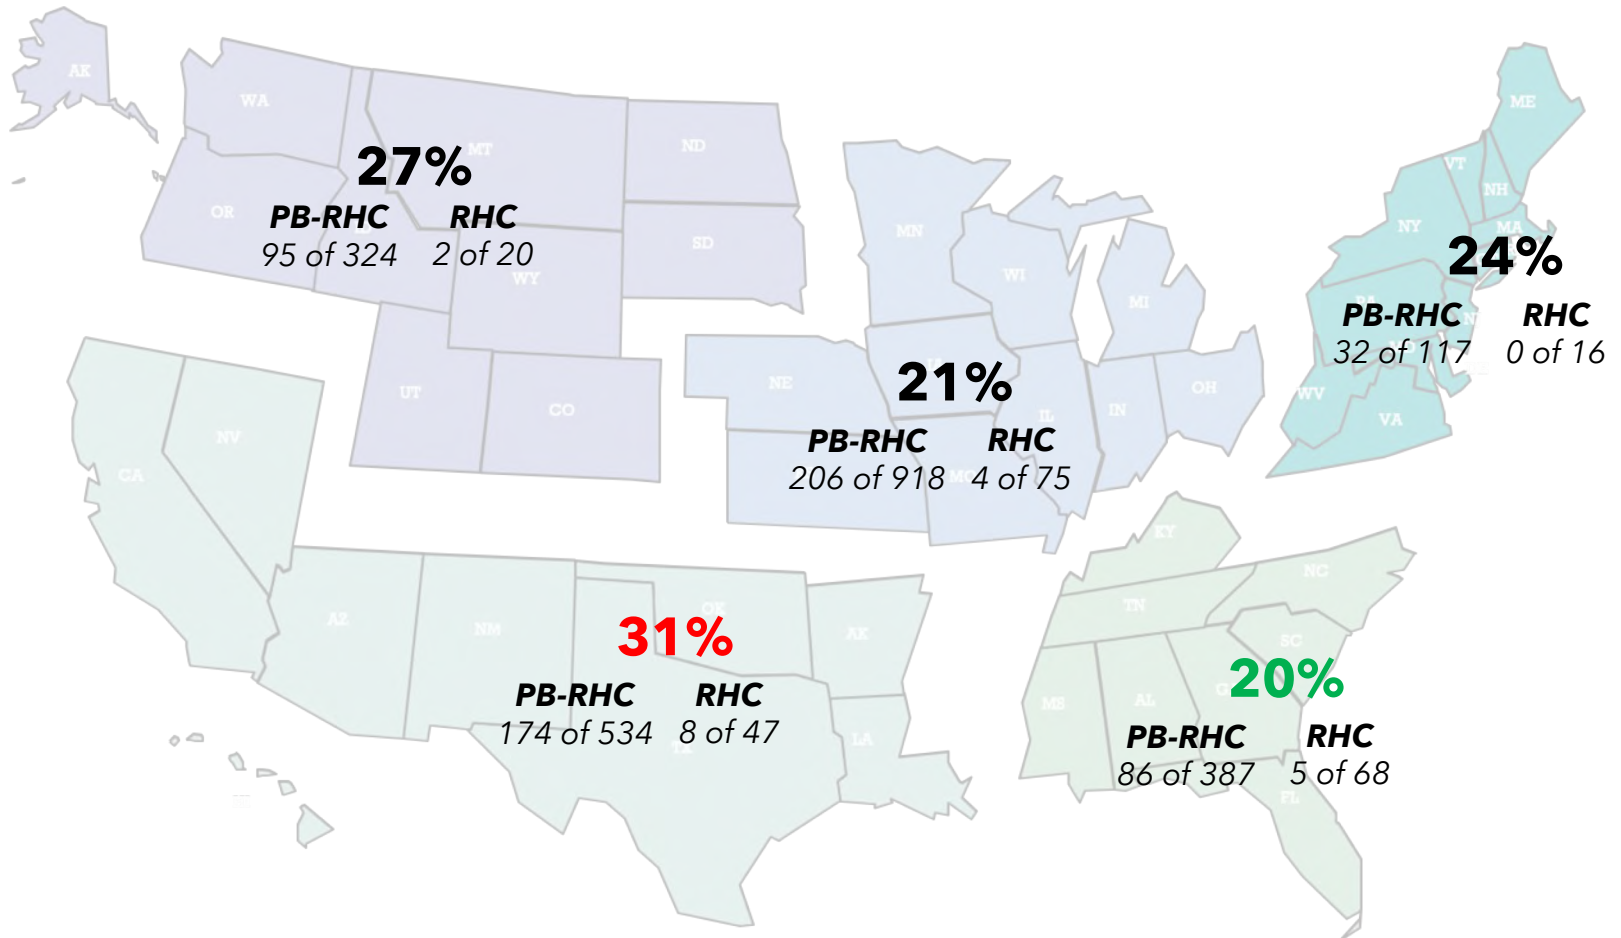 AK
WA
MT
ND
OR
SD
WY
UT
CO
27%
PB-RHC RHC
95 of 324 2 of 20
MN
WI
MI
NE
IL
IN
OH
MO
21%
PB-RHC RHC
206 of 918 4 of 75
ME
VT
NH
NY
MA
WV
VA
24%
PB-RHC RHC
32 of 117 0 of 16
NV
CA
AZ
NM
OK
AK
TX
LA
31%
PB-RHC RHC
174 of 534 8 of 47
KY
NC
TN
SC
MS
AL
FL
20%
PB-RHC RHC
86 of 387 5 of 68